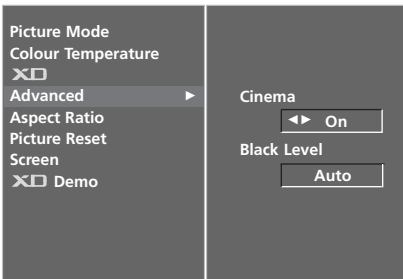 Picture Mode
Colour Temperature
XD
Advanced ►
Aspect Ratio
Picture Reset
Screen
XD Demo
Cinema
◄► On
Black Level
Auto